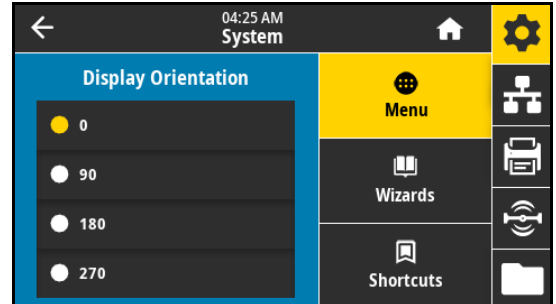 04:25 AM
System
Display Orientation
0
90
180
270
Menu
Wizards
Shortcuts